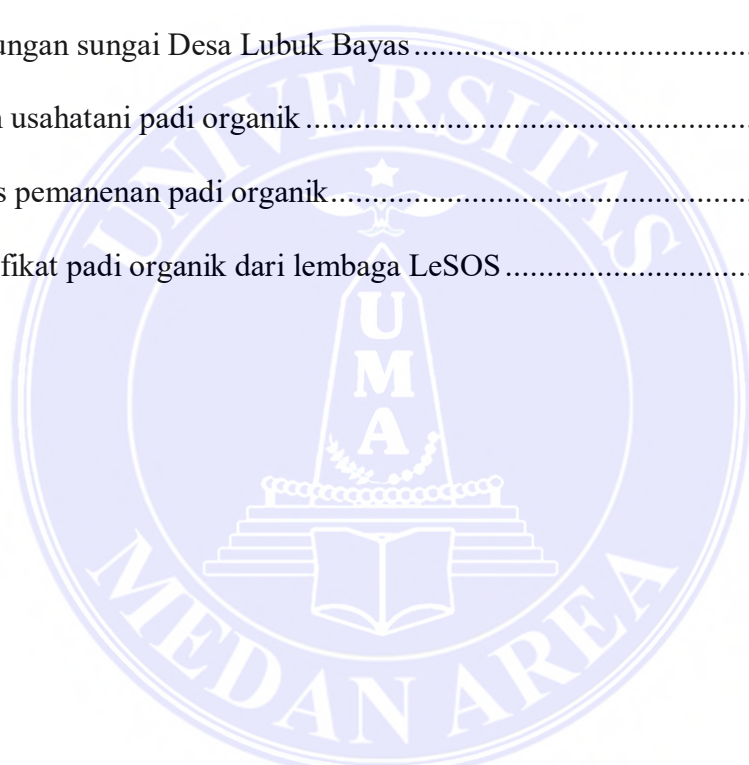 ungan sungai Desa Lubuk Bayas.......................................
usahatani padi organik....................................................
s pemanenan padi organik................................................
fikat padi organik dari lembaga LeSOS.............................
UNIVERSITAS
UMA
MEDAN AREA